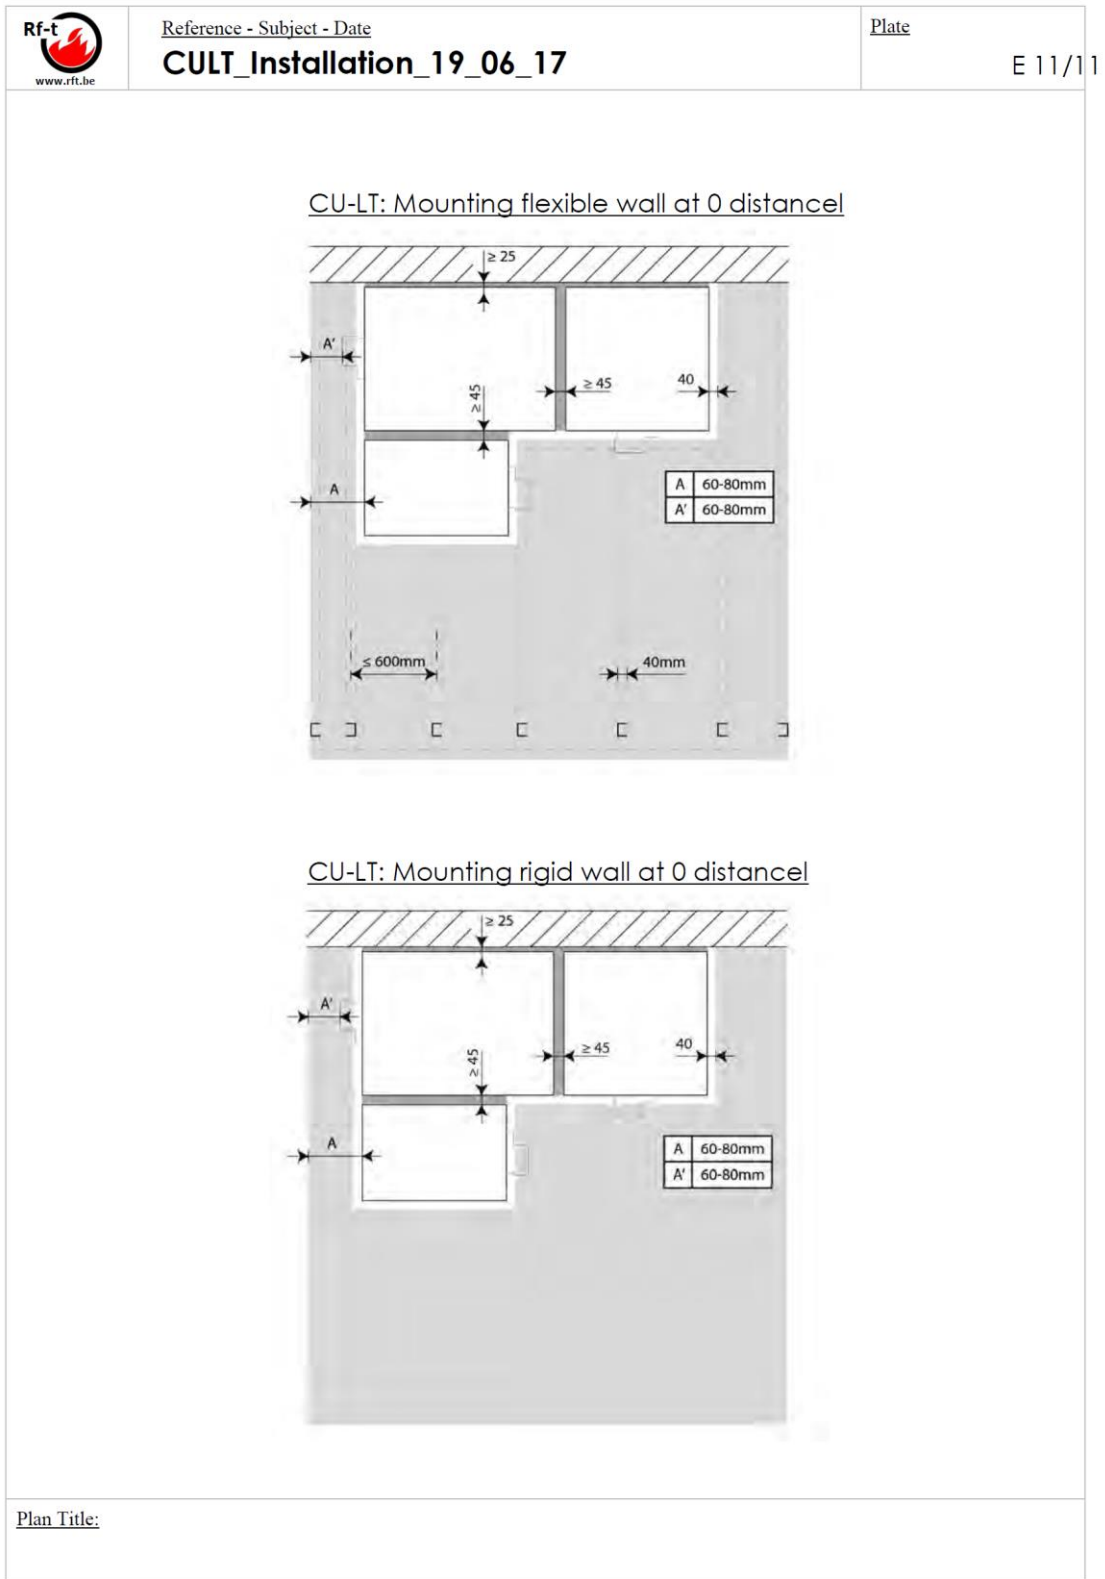 Rf-t
www.rft.be
Reference - Subject - Date
CULT_Installation_19_06_17
Plate
E 11/11
CU-LT: Mounting flexible wall at 0 distancel
≥ 25
A'
≥ 45
≥ 45
40
A
A 60-80mm
A' 60-80mm
≤ 600mm
40mm
CU-LT: Mounting rigid wall at 0 distancel
≥ 25
A'
≥ 45
≥ 45
40
A
A 60-80mm
A' 60-80mm
Plan Title: